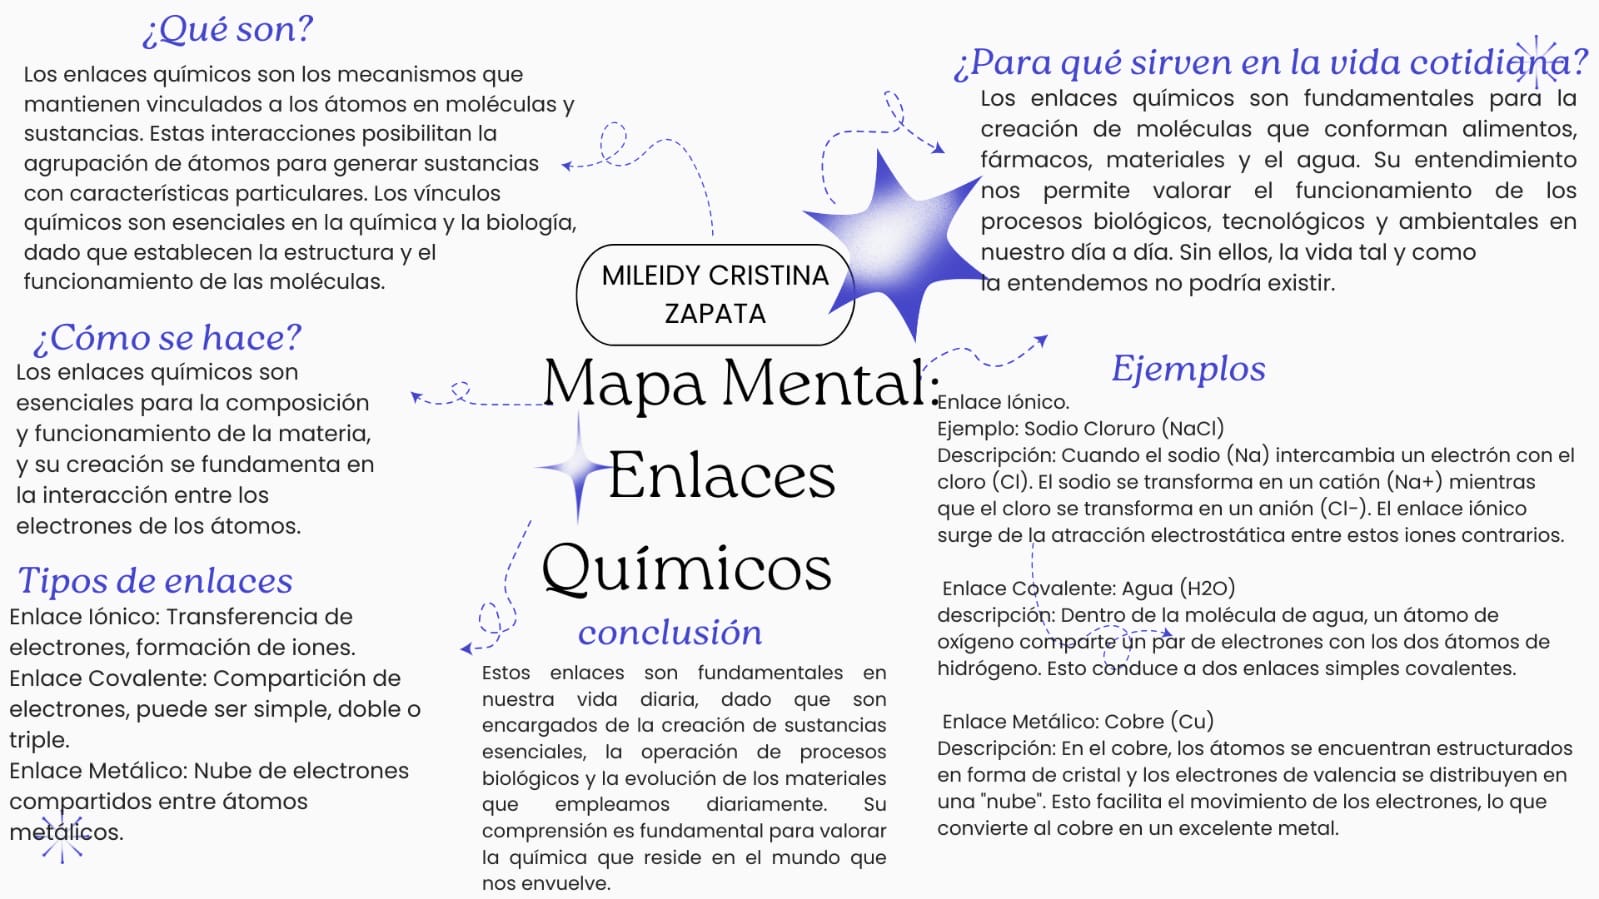 ¿Qué son?
Los enlaces químicos son los mecanismos que
mantienen vinculados a los átomos en moléculas y
sustancias. Estas interacciones posibilitan la
agrupación de átomos para generar sustancias
con características particulares. Los vínculos
químicos son esenciales en la química y la biología,
dado que establecen la estructura y el
funcionamiento de las moléculas.
¿Cómo se hace?
Los enlaces químicos son
esenciales para la composición
y funcionamiento de la materia,
y su creación se fundamenta en
la interacción entre los
electrones de los átomos.
Tipos de enlaces
Enlace Iónico: Transferencia de
electrones, formación de iones.
Enlace Covalente: Compartición de
electrones, puede ser simple, doble o
triple.
Enlace Metálico: Nube de electrones
compartidos entre átomos
metálicos.
MILEIDY CRISTINA
ZAPATA
Mapa Mental:
Enlaces
Químicos
conclusión
Estos enlaces son fundamentales en
nuestra vida diaria, dado que son
encargados de la creación de sustancias
esenciales, la operación de procesos
biológicos y la evolución de los materiales
que empleamos diariamente. Su
comprensión es fundamental para valorar
la química que reside en el mundo que
nos envuelve.
¿Para qué sirven en la vida cotidiana?
Los enlaces químicos son fundamentales para la
creación de moléculas que conforman alimentos,
fármacos, materiales y el agua. Su entendimiento
nos permite valorar el funcionamiento de los
procesos biológicos, tecnológicos y ambientales en
nuestro día a día. Sin ellos, la vida tal y como
la entendemos no podría existir.
Ejemplos
Enlace Iónico.
Ejemplo: Sodio Cloruro (NaCl)
Descripción: Cuando el sodio (Na) intercambia un electrón con el
cloro (Cl). El sodio se transforma en un catión (Na+) mientras
que el cloro se transforma en un anión (Cl-). El enlace iónico
surge de la atracción electrostática entre estos iones contrarios.
Enlace Covalente: Agua (H2O)
descripción: Dentro de la molécula de agua, un átomo de
oxígeno comparte un par de electrones con los dos átomos de
hidrógeno. Esto conduce a dos enlaces simples covalentes.
Enlace Metálico: Cobre (Cu)
Descripción: En el cobre, los átomos se encuentran estructurados
en forma de cristal y los electrones de valencia se distribuyen en
una "nube". Esto facilita el movimiento de los electrones, lo que
convierte al cobre en un excelente metal.